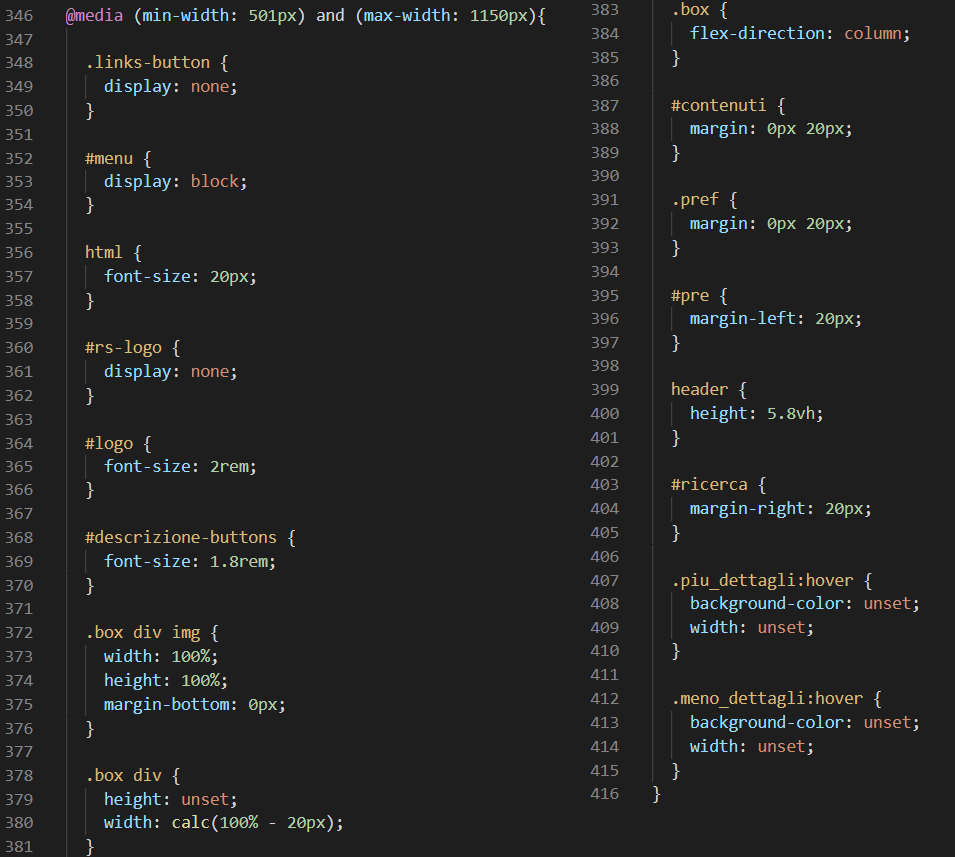 346 @media (min-width: 501px) and (max-width: 1150px){
347
348 .links-button {
349 display: none;
350 }
351
352 #menu {
353 display: block;
354 }
355
356 html {
357 font-size: 20px;
358 }
359
360 #rs-logo {
361 display: none;
362 }
363
364 #logo {
365 font-size: 2rem;
366 }
367
368 #descrizione-buttons {
369 font-size: 1.8rem;
370 }
371
372 .box div img {
373 width: 100%;
374 height: 100%;
375 margin-bottom: 0px;
376 }
377
378 .box div {
379 height: unset;
380 width: calc(100% - 20px);
381 }
383 .box {
384 flex-direction: column;
385 }
386
387 #contenuti {
388 margin: 0px 20px;
389 }
390
391 .pref {
392 margin: 0px 20px;
393 }
394
395 #pre {
396 margin-left: 20px;
397 }
398
399 header {
400 height: 5.8vh;
401 }
402
403 #ricerca {
404 margin-right: 20px;
405 }
406
407 .piu_dettagli:hover {
408 background-color: unset;
409 width: unset;
410 }
411
412 .meno_dettagli:hover {
413 background-color: unset;
414 width: unset;
415 }
416 }